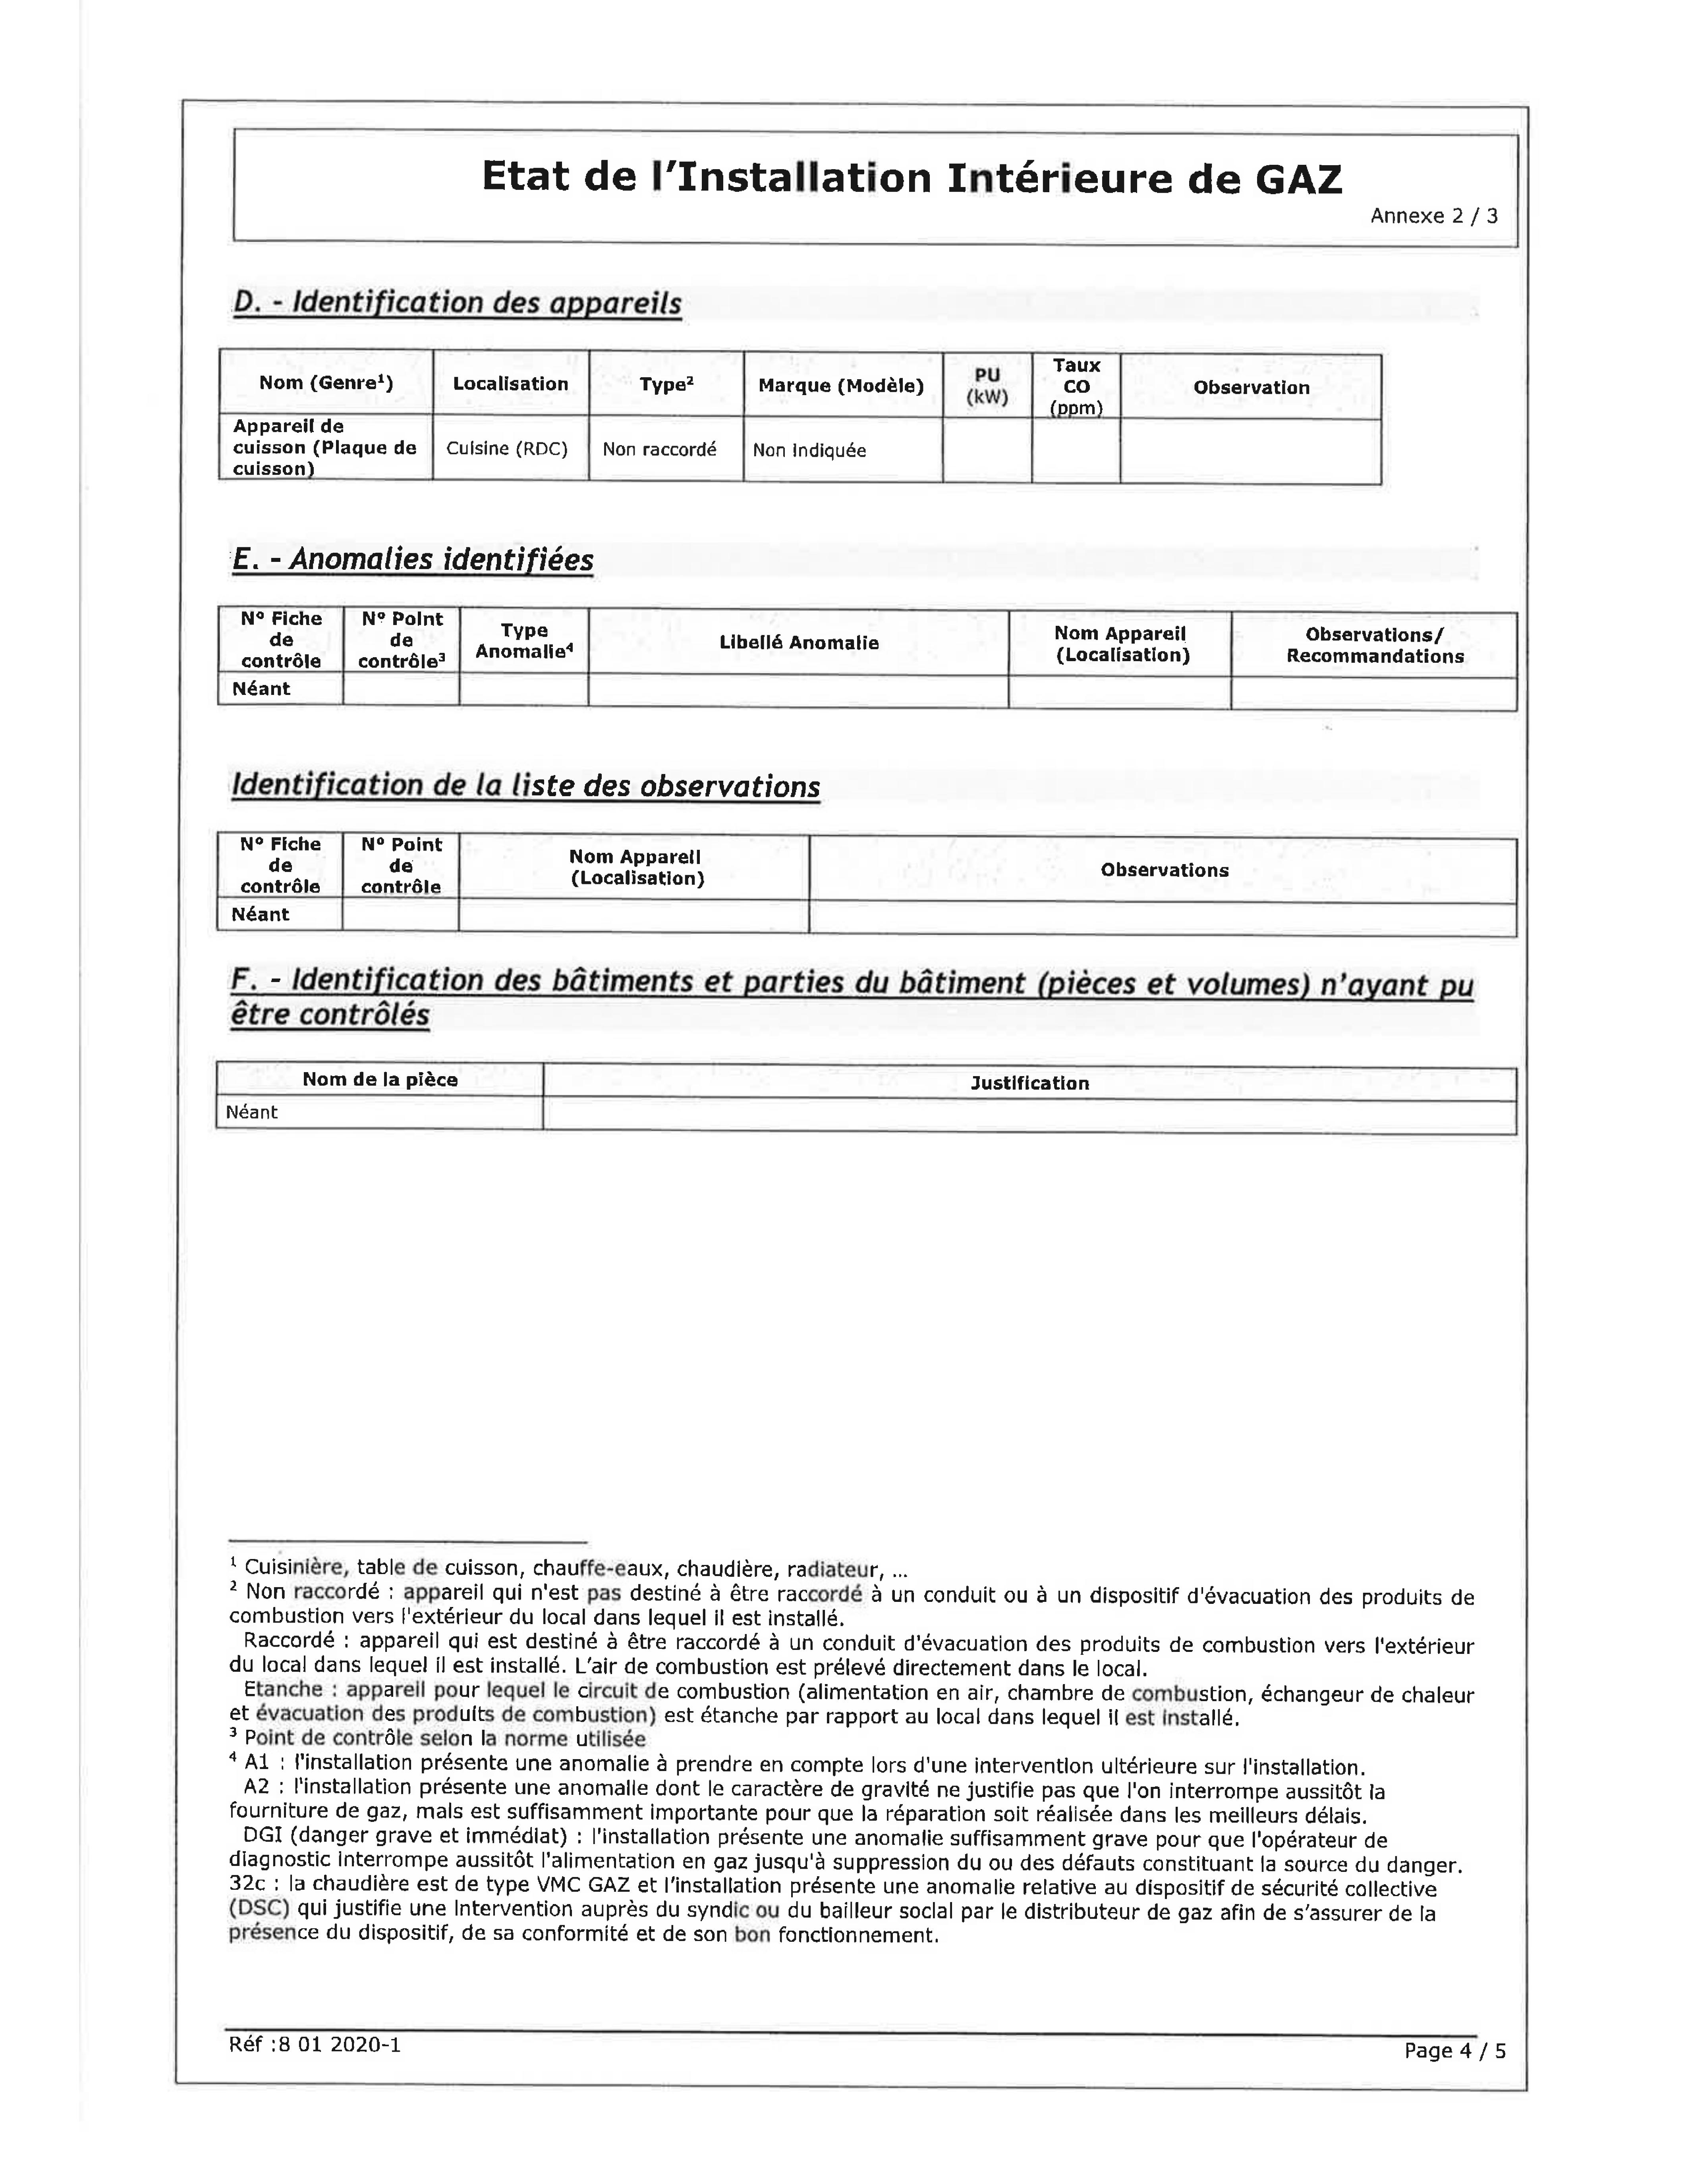 Etat de l'Installation Intérieure de GAZ
Annexe 2 / 3
D. - Identification des appareils
Nom (Genre¹) Localisation Type² Marque (Modèle) PU (kW) Taux CO (ppm) Observation
Appareil de cuisson (Plaque de cuisson) Cuisine (RDC) Non raccordé Non indiquée
E. - Anomalies identifiées
N° Fiche de contrôle N° Point de contrôle³ Type Anomalie⁴ Libellé Anomalie Nom Appareil (Localisation) Observations/ Recommandations
Néant
Identification de la liste des observations
N° Fiche de contrôle N° Point de contrôle Nom Appareil (Localisation) Observations
Néant
F. - Identification des bâtiments et parties du bâtiment (pièces et volumes) n'ayant pu
être contrôlés
Nom de la pièce Justification
Néant
¹ Cuisinière, table de cuisson, chauffe-eaux, chaudière, radiateur, ...
² Non raccordé : appareil qui n'est pas destiné à être raccordé à un conduit ou à un dispositif d'évacuation des produits de
combustion vers l'extérieur du local dans lequel il est installé.
Raccordé : appareil qui est destiné à être raccordé à un conduit d'évacuation des produits de combustion vers l'extérieur
du local dans lequel il est installé. L'air de combustion est prélevé directement dans le local.
Etanche : appareil pour lequel le circuit de combustion (alimentation en air, chambre de combustion, échangeur de chaleur
et évacuation des produits de combustion) est étanche par rapport au local dans lequel il est installé.
³ Point de contrôle selon la norme utilisée
⁴ A1 : l'installation présente une anomalie à prendre en compte lors d'une intervention ultérieure sur l'installation.
A2 : l'installation présente une anomalie dont le caractère de gravité ne justifie pas que l'on interrompe aussitôt la
fourniture de gaz, mais est suffisamment importante pour que la réparation soit réalisée dans les meilleurs délais.
DGI (danger grave et immédiat) : l'installation présente une anomalie suffisamment grave pour que l'opérateur de
diagnostic interrompe aussitôt l'alimentation en gaz jusqu'à suppression du ou des défauts constituant la source du danger.
32c : la chaudière est de type VMC GAZ et l'installation présente une anomalie relative au dispositif de sécurité collective
(DSC) qui justifie une intervention auprès du syndic ou du bailleur social par le distributeur de gaz afin de s'assurer de la
présence du dispositif, de sa conformité et de son bon fonctionnement.
Réf :8 01 2020-1
Page 4 / 5